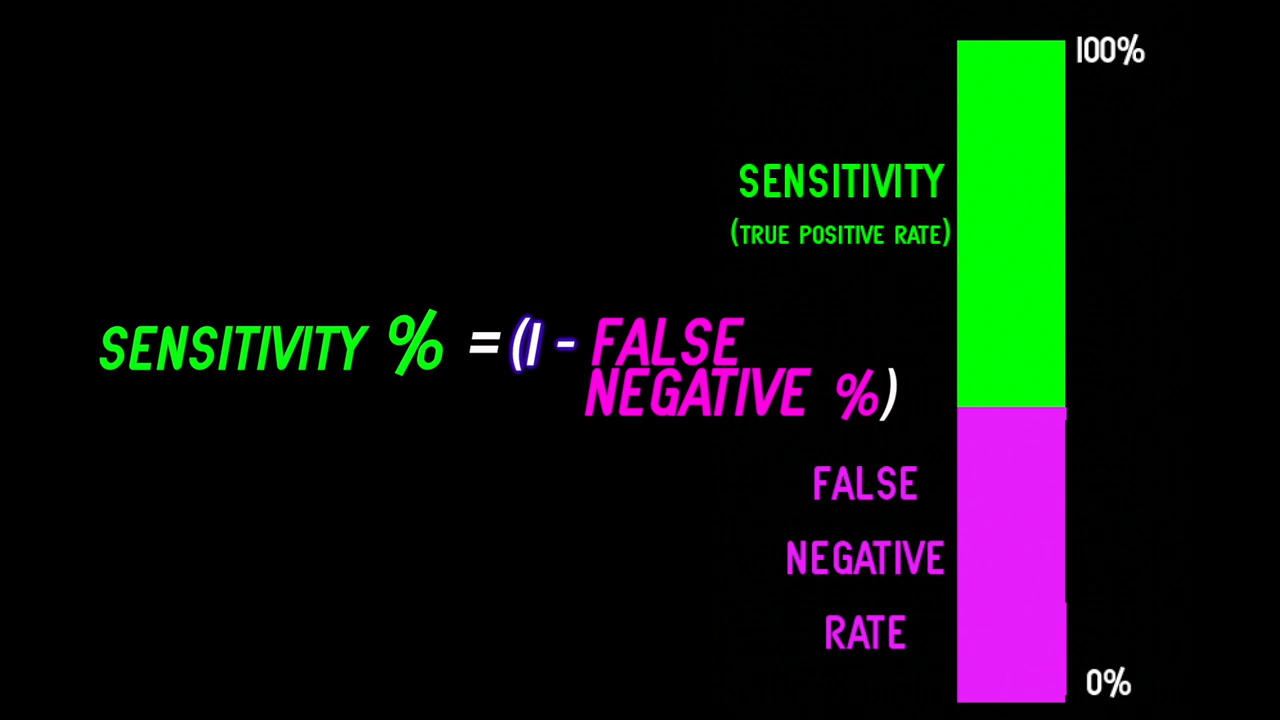 100%
SENSITIVITY
(TRUE POSITIVE RATE)
SENSITIVITY % = (1 - FALSE
NEGATIVE %)
FALSE
NEGATIVE
RATE
0%